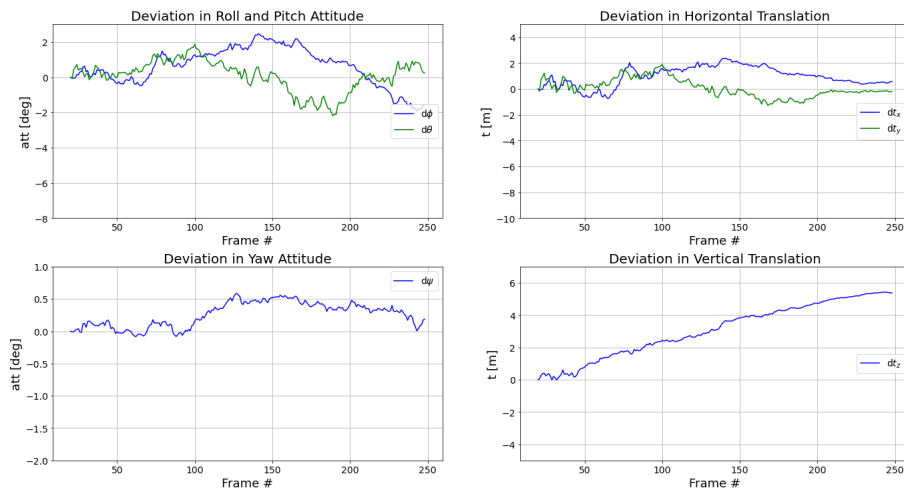 Deviation in Roll and Pitch Attitude
att [deg]
2
0
−2
−4
−6
−8
50
100
150
200
250
Frame #
dϕ
dθ
Deviation in Horizontal Translation
t [m]
4
2
0
−2
−4
−6
−8
−10
50
100
150
200
250
Frame #
dtₓ
dt_y
Deviation in Yaw Attitude
att [deg]
1.0
0.5
0.0
−0.5
−1.0
−1.5
−2.0
50
100
150
200
250
Frame #
dψ
Deviation in Vertical Translation
t [m]
6
4
2
0
−2
−4
50
100
150
200
250
Frame #
dt_z